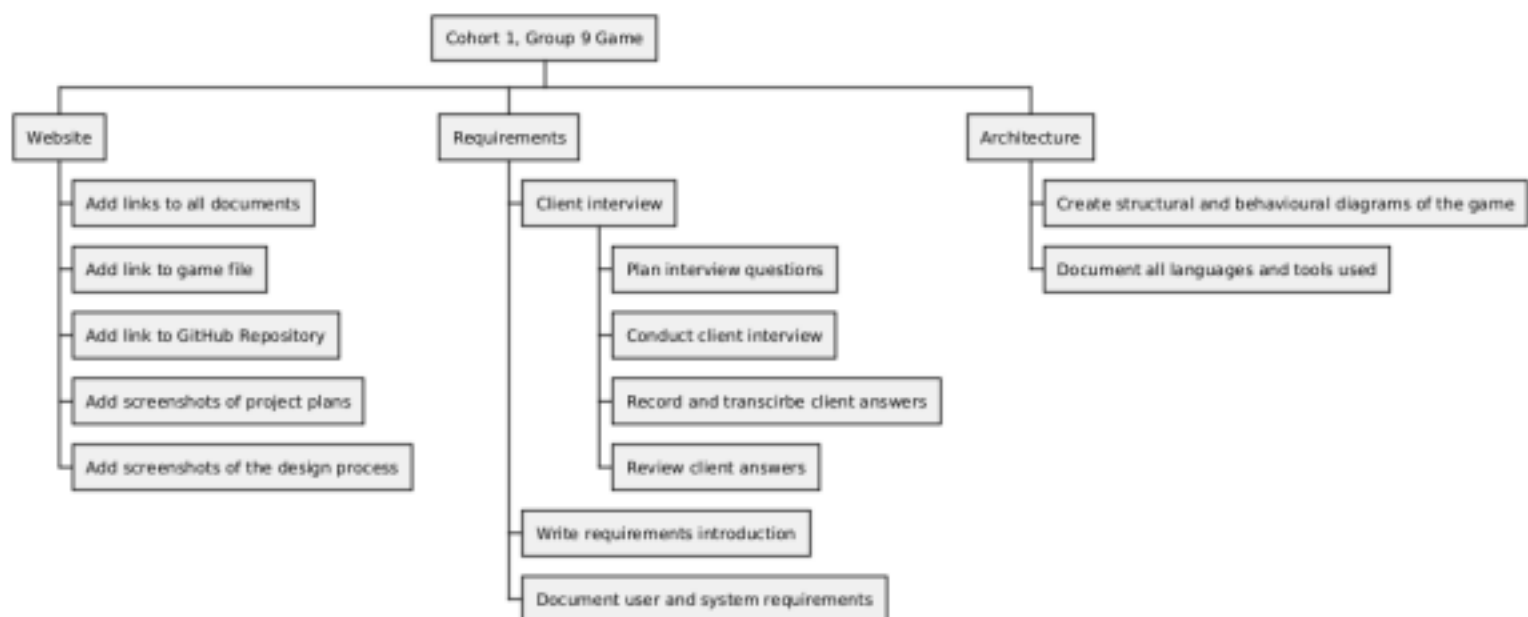 Cohort 1, Group 9 Game
Website
Add links to all documents
Add link to game file
Add link to GitHub Repository
Add screenshots of project plans
Add screenshots of the design process
Requirements
Client interview
Plan interview questions
Conduct client interview
Record and transcirbe client answers
Review client answers
Write requirements introduction
Document user and system requirements
Architecture
Create structural and behavioural diagrams of the game
Document all languages and tools used